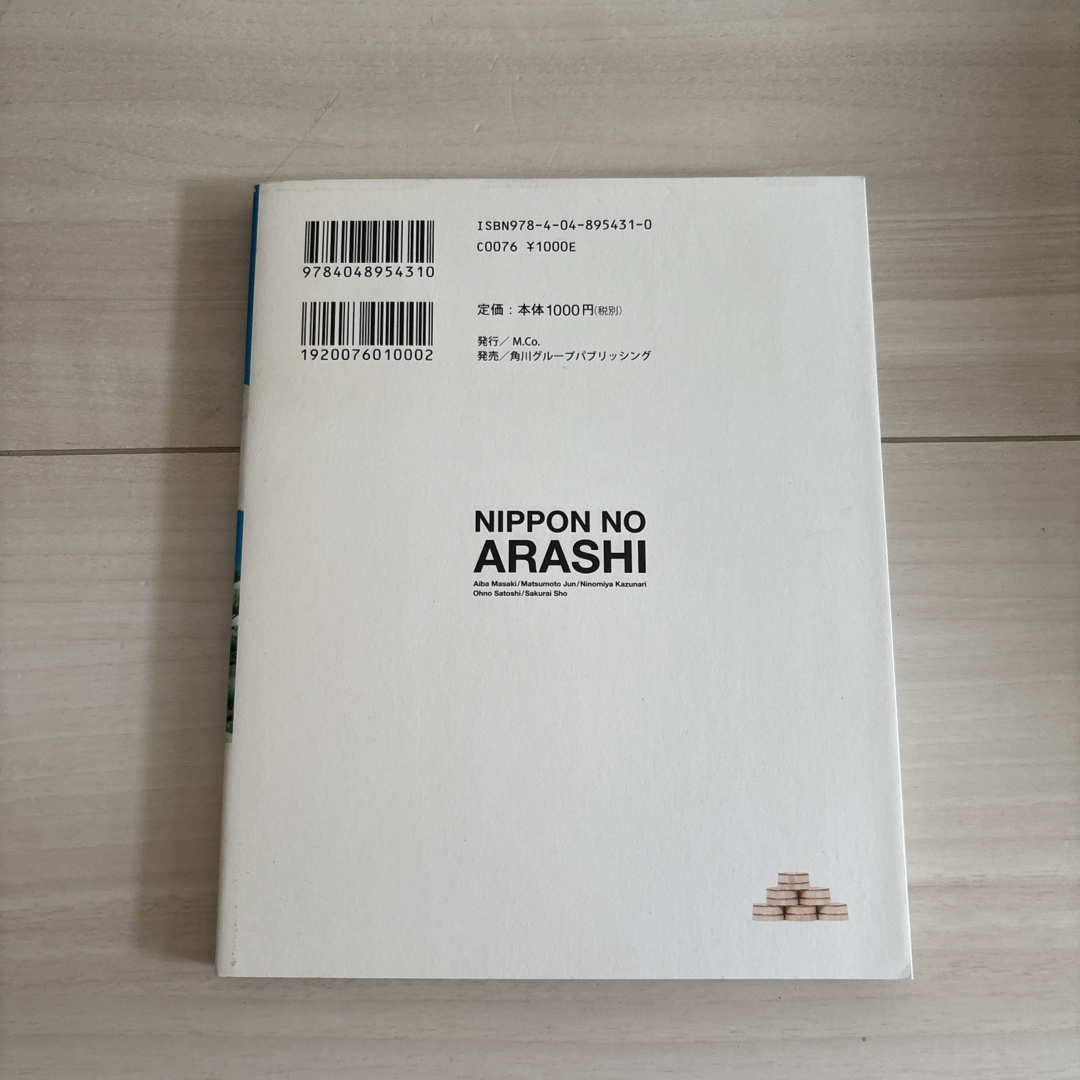 9784048954310
1920076010002
ISBN978-4-04-895431-0
C0076 ¥1000E
定価：本体1000円(税別)
発行／M.Co.
発売／角川グループパブリッシング
NIPPON NO
ARASHI
Aiba Masaki/Matsumoto Jun/Ninomiya Kazunari
Ohno Satoshi/Sakurai Sho